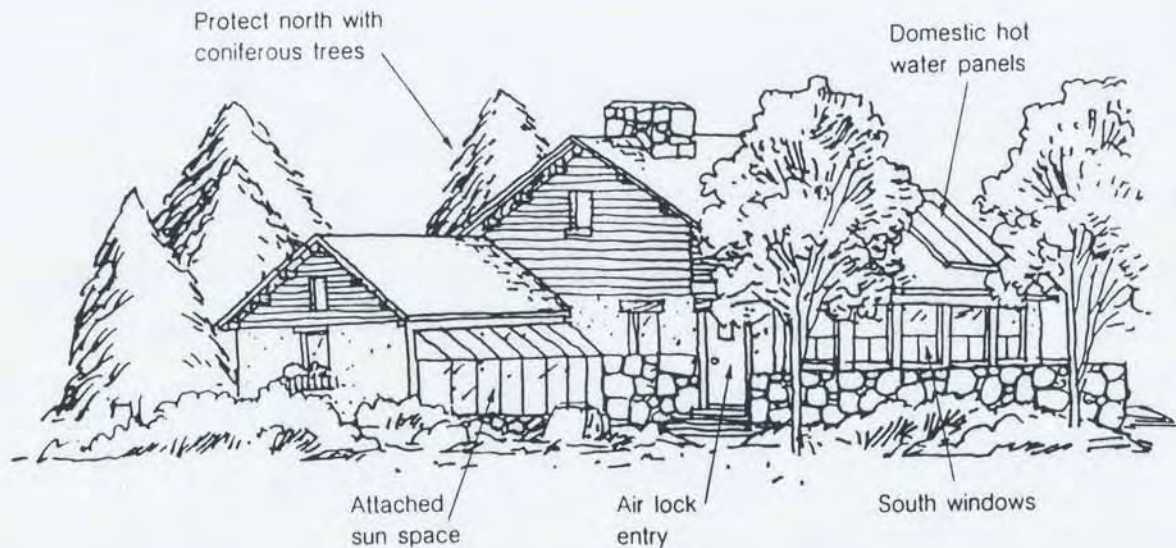 Protect north with
coniferous trees
Domestic hot
water panels
Attached
sun space
Air lock
entry
South windows